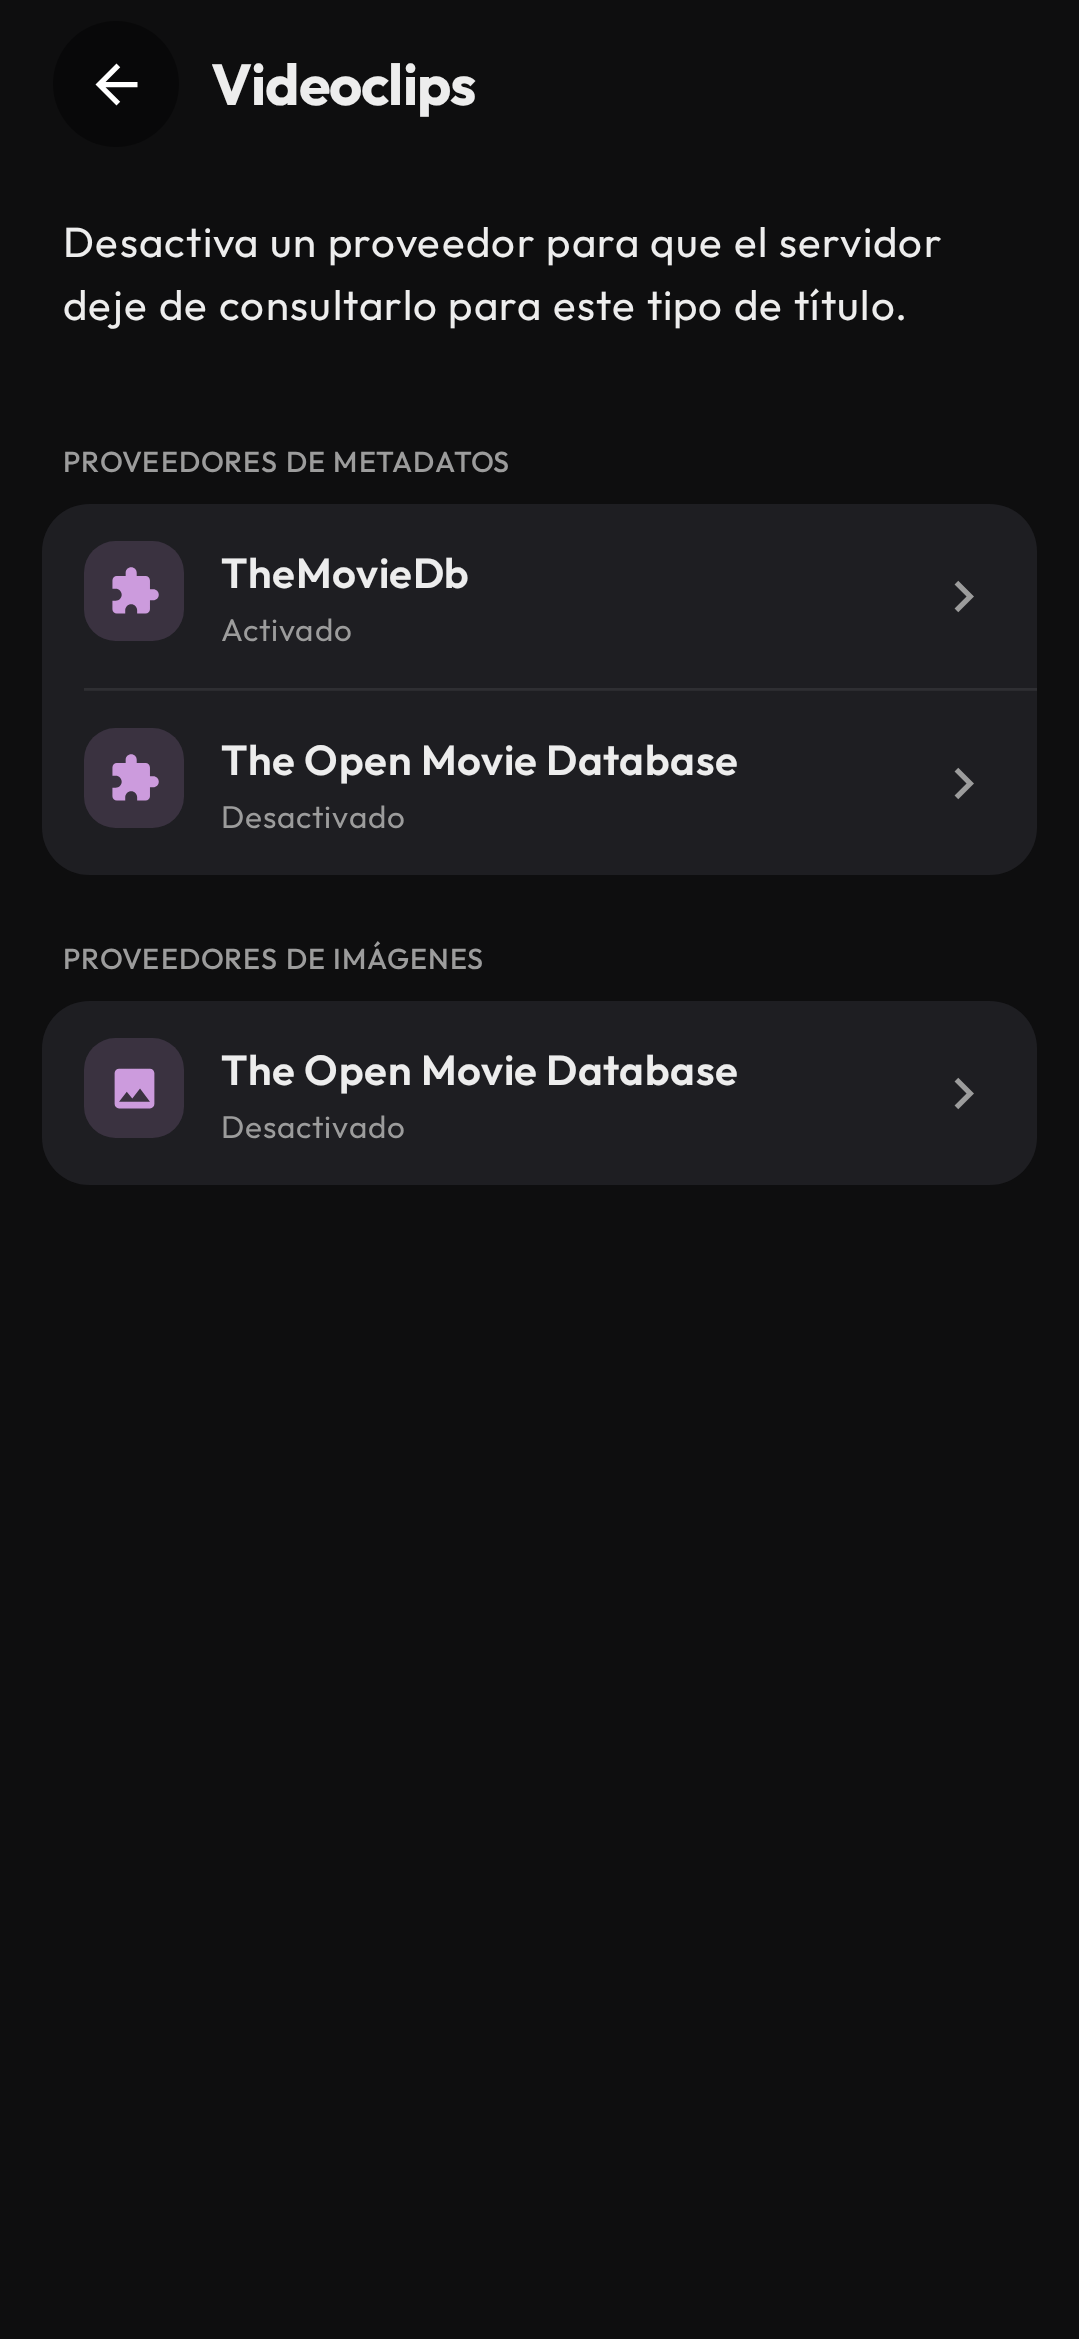 Videoclips
Desactiva un proveedor para que el servidor
deje de consultarlo para este tipo de título.
PROVEEDORES DE METADATOS
TheMovieDb
Activado
The Open Movie Database
Desactivado
PROVEEDORES DE IMÁGENES
The Open Movie Database
Desactivado